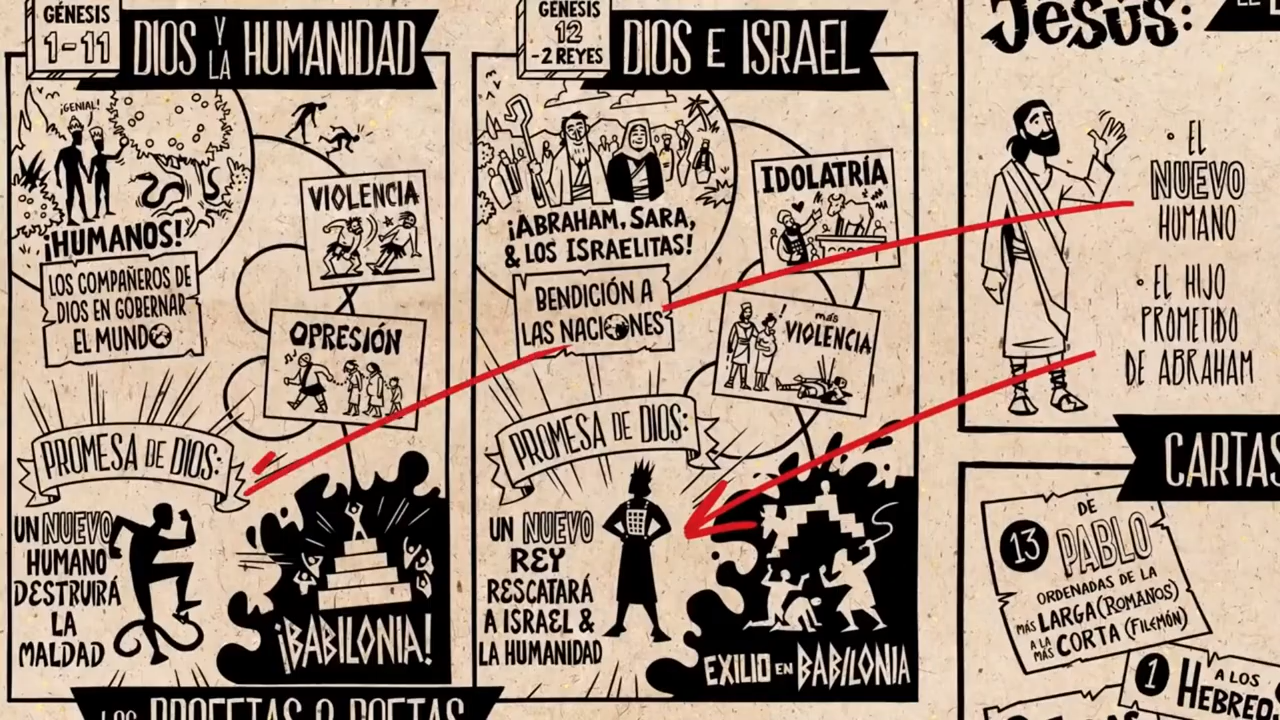 GÉNESIS
1-11
DIOS Y LA HUMANIDAD
¡GENIAL!
¡HUMANOS!
LOS COMPAÑEROS DE
DIOS EN GOBERNAR
EL MUNDO
VIOLENCIA
OPRESIÓN
PROMESA DE DIOS:
UN NUEVO
HUMANO
DESTRUIRÁ
LA
MALDAD
¡BABILONIA!
GÉNESIS
12
-2 REYES
DIOS E ISRAEL
¡ABRAHAM, SARA,
& LOS ISRAELITAS!
BENDICIÓN A
LAS NACIONES
IDOLATRÍA
más
VIOLENCIA
PROMESA DE DIOS:
UN NUEVO
REY
RESCATARÁ
A ISRAEL &
LA HUMANIDAD
EXILIO EN BABILONIA
JESÚS:
• EL
NUEVO
HUMANO
• EL HIJO
PROMETIDO
DE ABRAHAM
CARTAS
13
DE
PABLO
ORDENADAS DE LA
MÁS LARGA (ROMANOS)
A LA
MÁS CORTA (FILEMÓN)
1
A LOS
HEBREO
LOS PROFETAS & POETAS